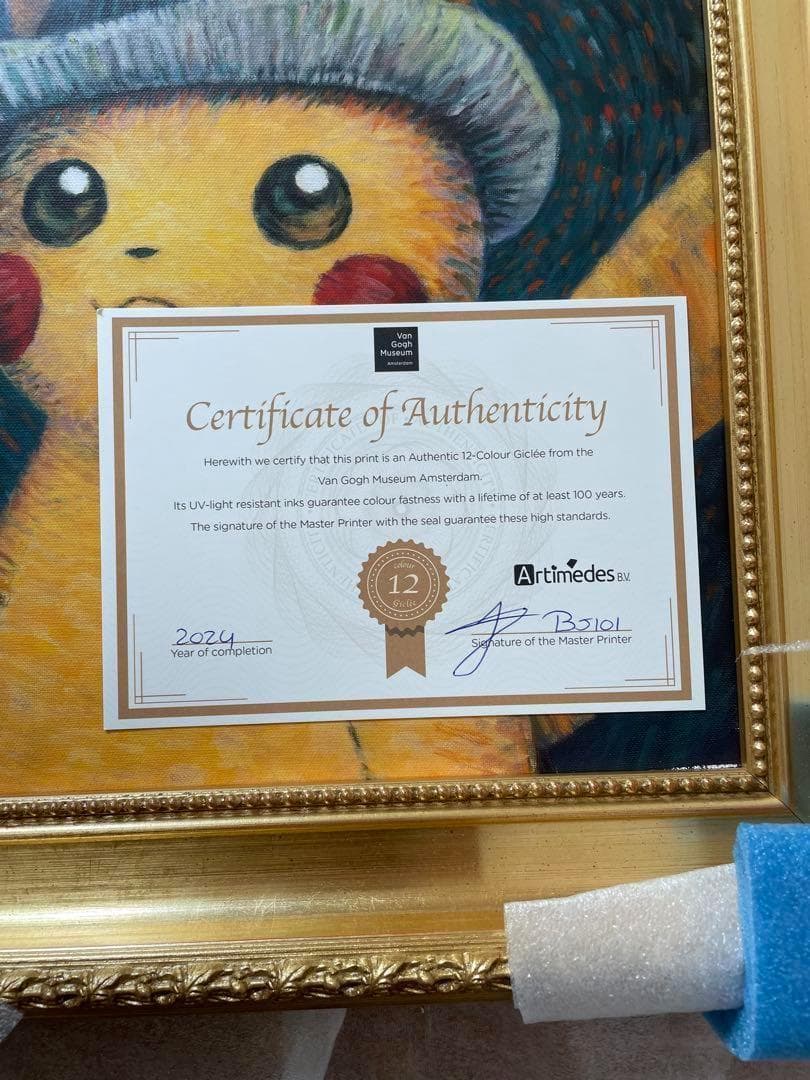 Van
Gogh
Museum
Amsterdam
Certificate of Authenticity
Herewith we certify that this print is an Authentic 12-Colour Giclée from the
Van Gogh Museum Amsterdam.
Its UV-light resistant inks guarantee colour fastness with a lifetime of at least 100 years.
The signature of the Master Printer with the seal guarantee these high standards.
colour
12
Giclée
Artimedes B.V.
2024
Year of completion
BJ101
Signature of the Master Printer